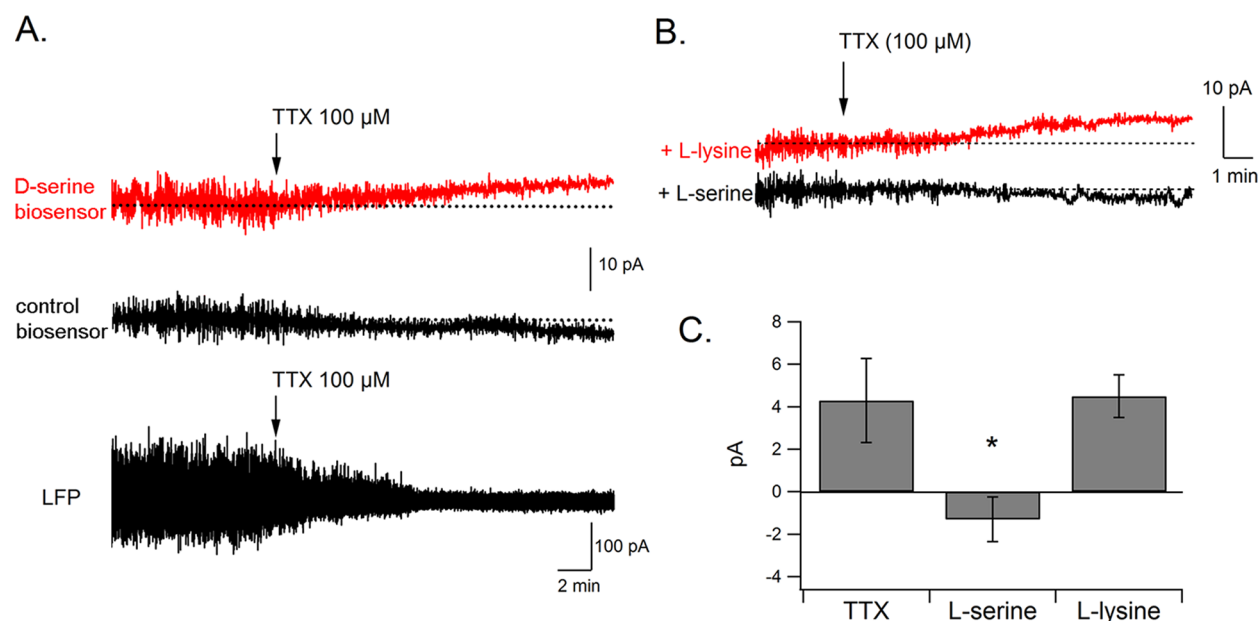 A.
TTX 100 µM
D-serine
biosensor
10 pA
control
biosensor
TTX 100 µM
LFP
100 pA
2 min
B.
TTX (100 µM)
10 pA
+ L-lysine
1 min
+ L-serine
C.
8
6
4
2
0
-2
-4
pA
*
TTX L-serine L-lysine